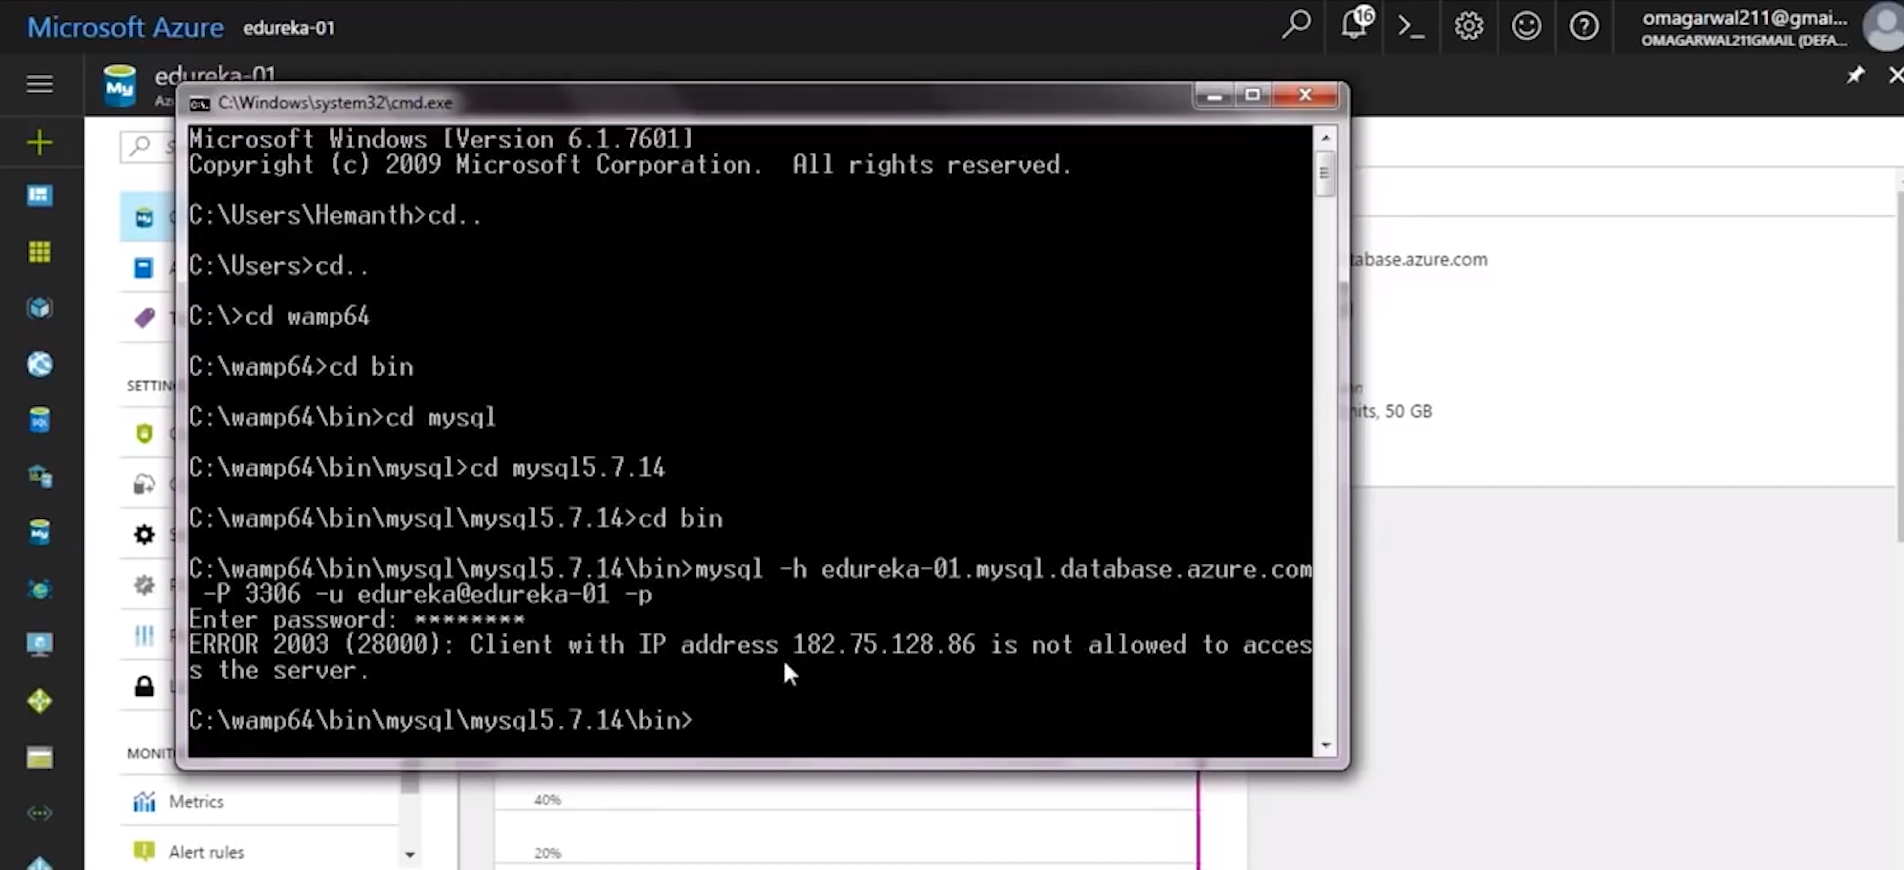 Microsoft Azure edureka-01
16
omagarwal211@gmai...
OMAGARWAL211GMAIL (DEFA...
My
edureka-01
C:\Windows\system32\cmd.exe
Microsoft Windows [Version 6.1.7601]
Copyright (c) 2009 Microsoft Corporation. All rights reserved.
C:\Users\Hemanth>cd..
C:\Users>cd..
C:\>cd wamp64
C:\wamp64>cd bin
C:\wamp64\bin>cd mysql
C:\wamp64\bin\mysql>cd mysql5.7.14
C:\wamp64\bin\mysql\mysql5.7.14>cd bin
C:\wamp64\bin\mysql\mysql5.7.14\bin>mysql -h edureka-01.mysql.database.azure.com
-P 3306 -u edureka@edureka-01 -p
Enter password: ********
ERROR 2003 (28000): Client with IP address 182.75.128.86 is not allowed to acces
s the server.
C:\wamp64\bin\mysql\mysql5.7.14\bin>
tabase.azure.com
nits, 50 GB
SETTIN
MONIT
Metrics
Alert rules
40%
20%